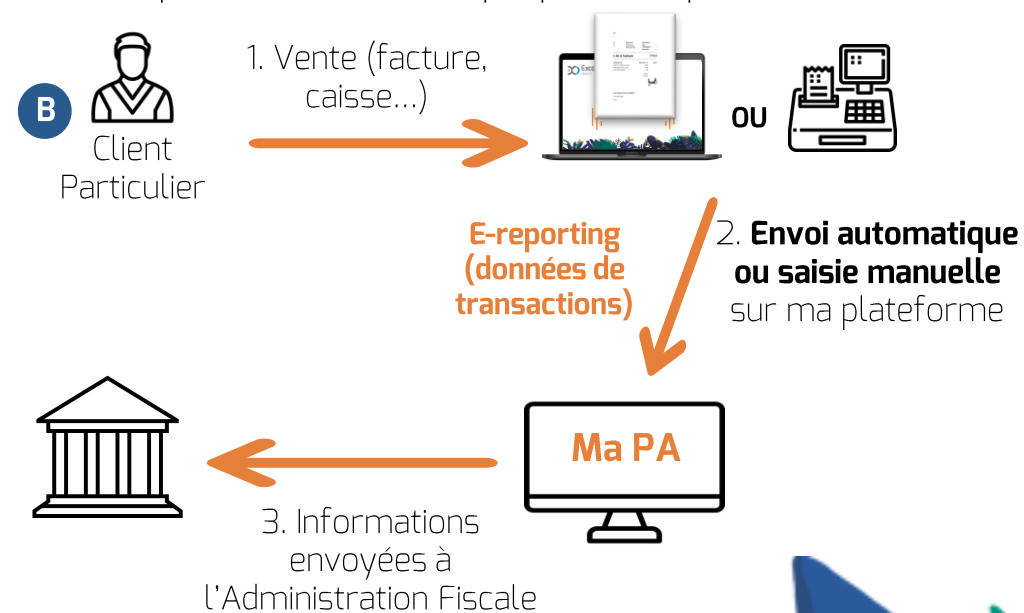 1. Vente (facture,
caisse...)
B
Client
Particulier
OU
E-reporting
(données de
transactions)
2. Envoi automatique
ou saisie manuelle
sur ma plateforme
Ma PA
3. Informations
envoyées à
l'Administration Fiscale